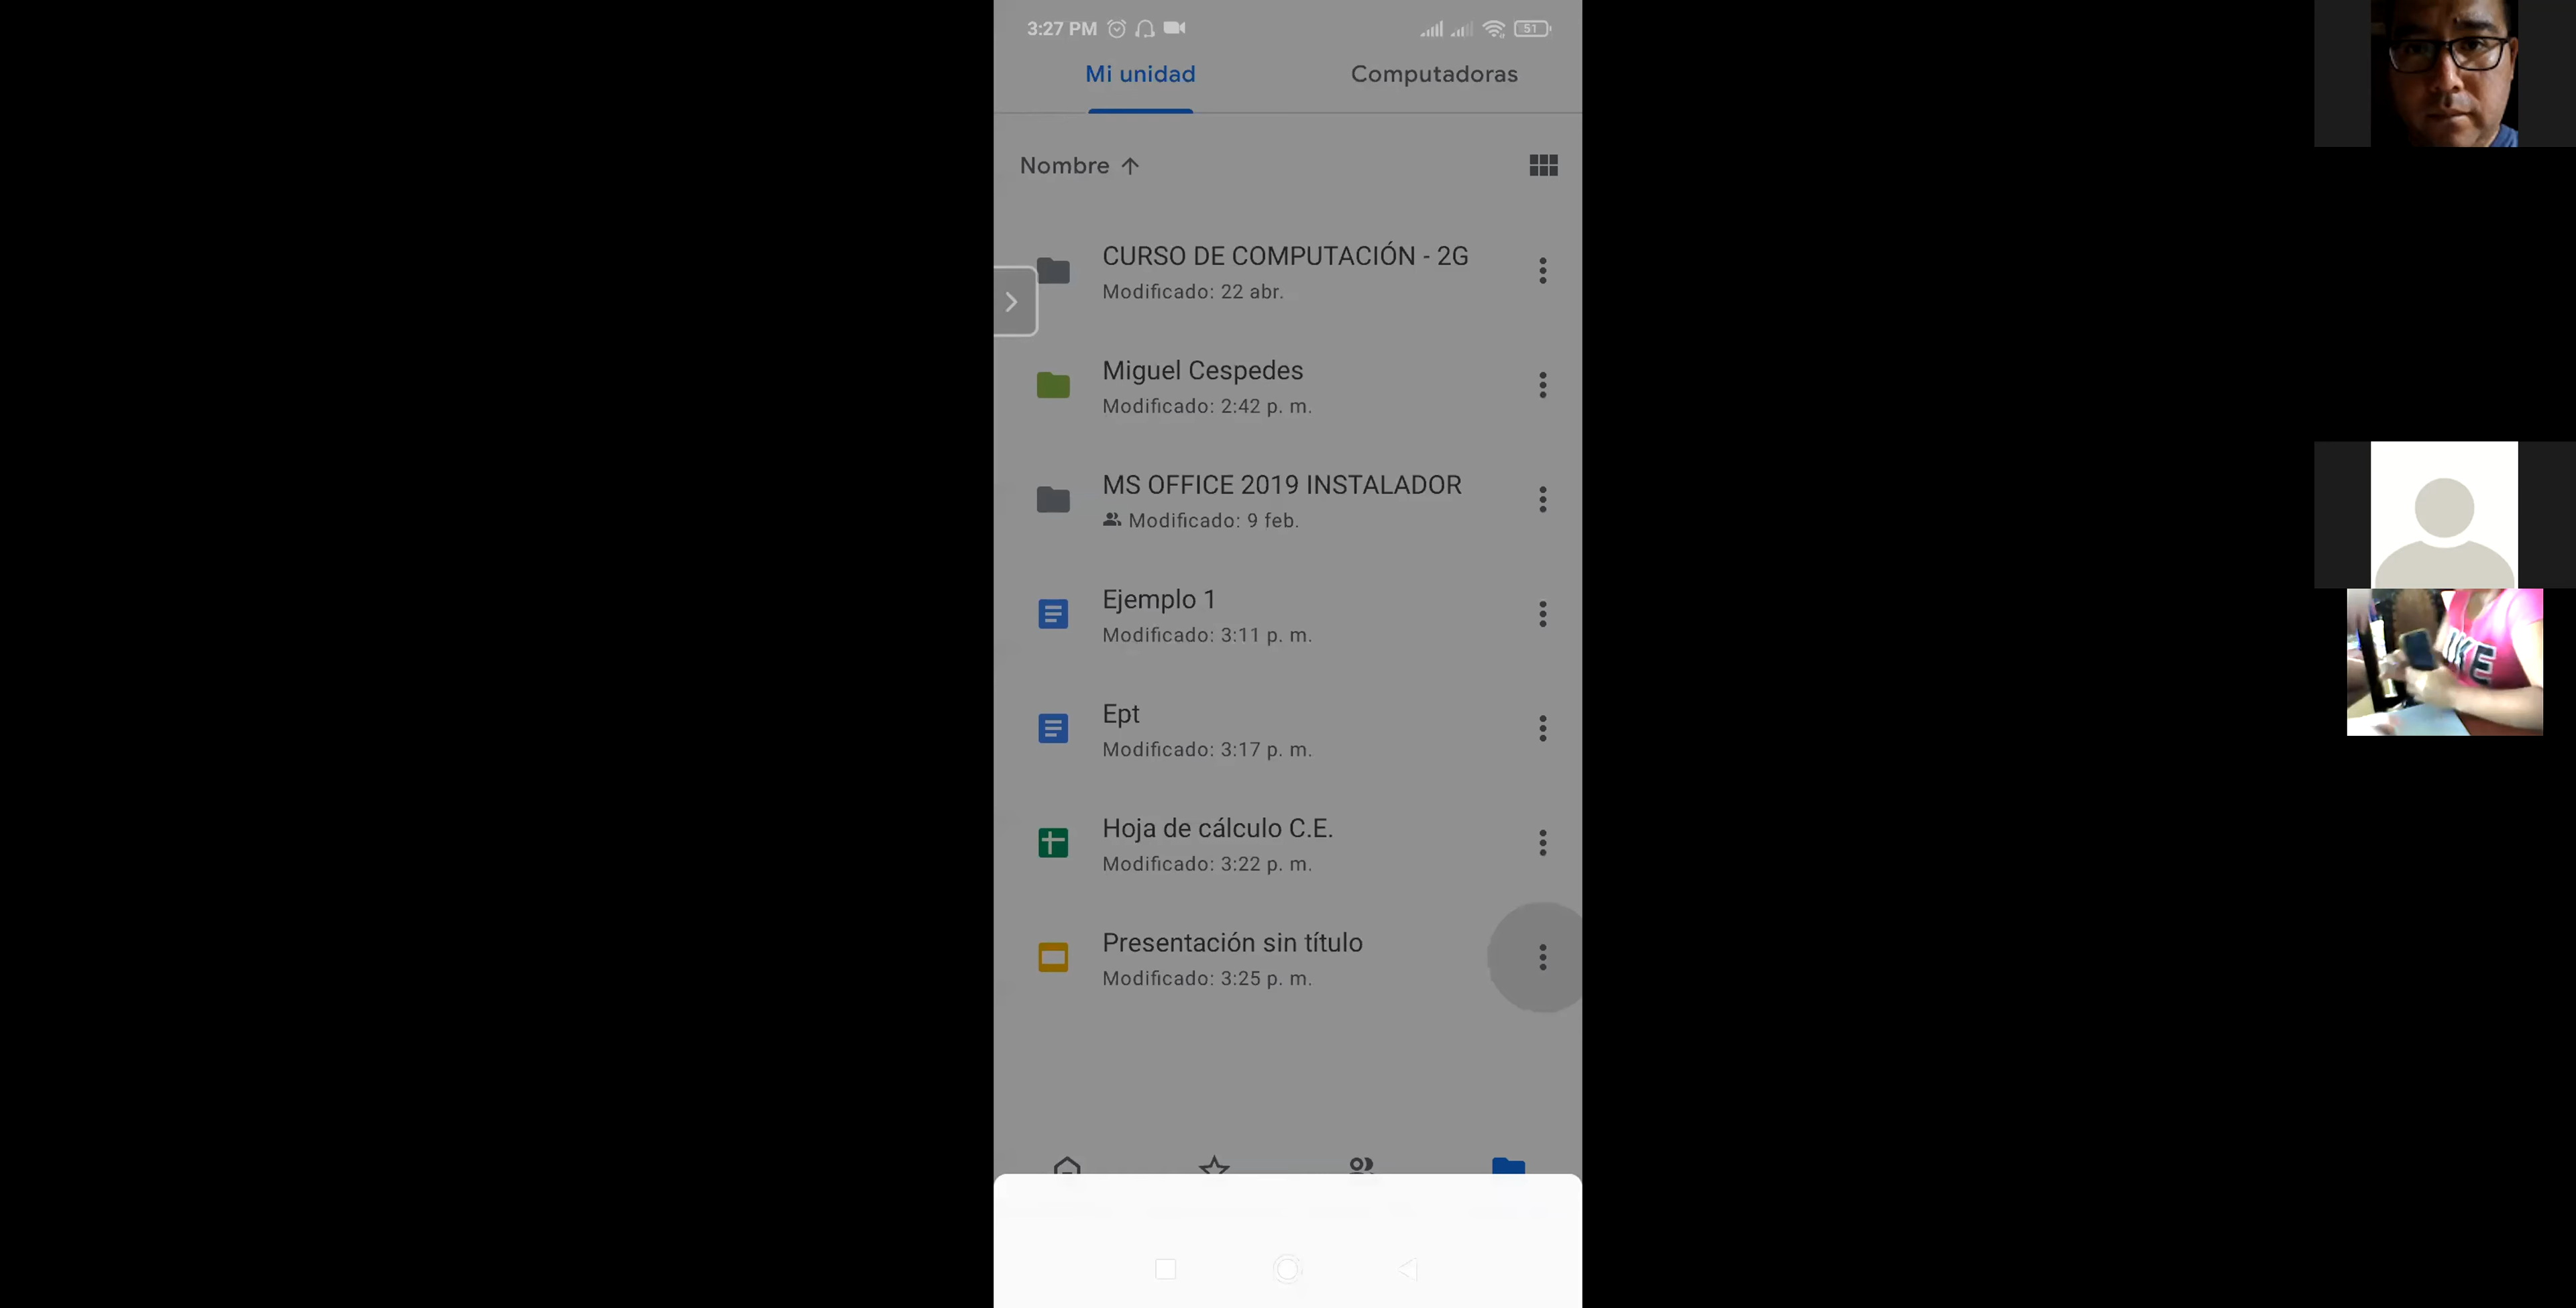 3:27 PM
51
Mi unidad
Computadoras
Nombre
CURSO DE COMPUTACIÓN - 2G
Modificado: 22 abr.
Miguel Cespedes
Modificado: 2:42 p. m.
MS OFFICE 2019 INSTALADOR
Modificado: 9 feb.
Ejemplo 1
Modificado: 3:11 p. m.
Ept
Modificado: 3:17 p. m.
Hoja de cálculo C.E.
Modificado: 3:22 p. m.
Presentación sin título
Modificado: 3:25 p. m.